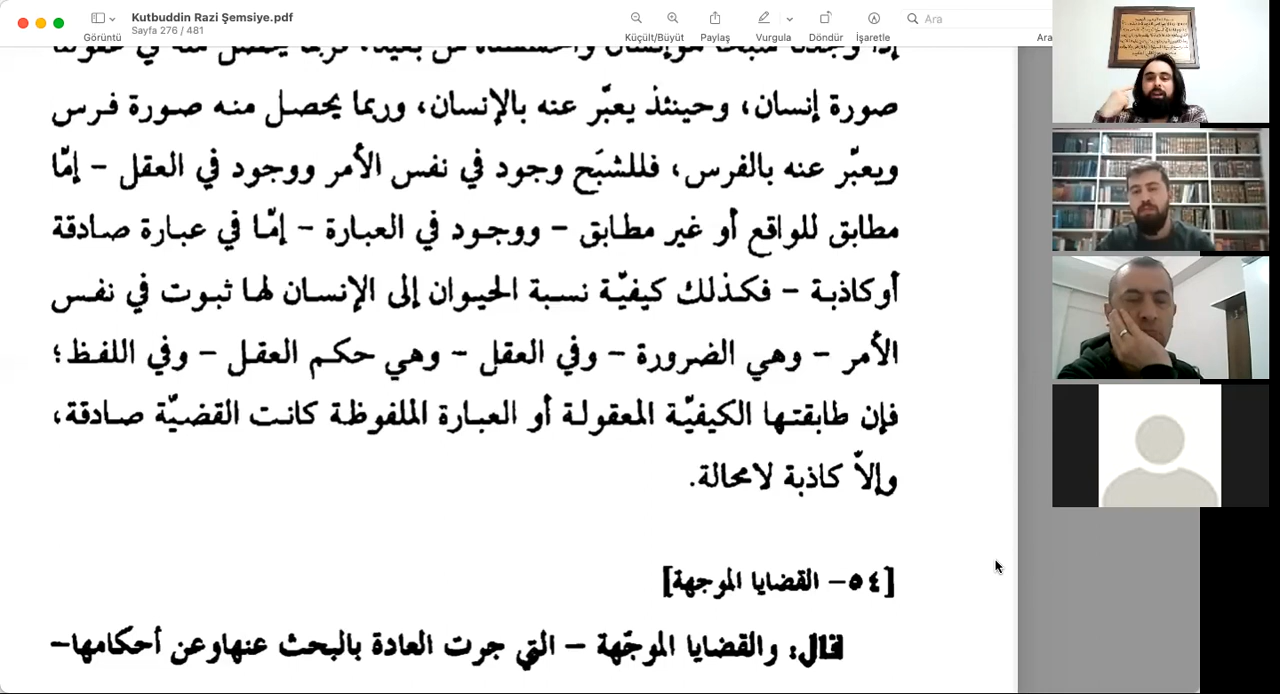 Kutbuddin Razi Şemsiye.pdf
Sayfa 276 / 481
Görüntü
Küçült/Büyüt
Paylaş
Vurgula
Döndür
İşaretle
Ara
Ara
صورة إنسان، وحينئذ يعبّر عنه بالإنسان، وربما يحصل منه صورة فرس
ويعبّر عنه بالفرس، فللشبَح وجود في نفس الأمر ووجود في العقل – إمّا
مطابق للواقع أو غير مطابق – ووجود في العبارة – إمّا في عبارة صادقة
أوكاذبة – فكذلك كيفيّة نسبة الحيوان إلى الإنسان لها ثبوت في نفس
الأمر – وهي الضرورة – وفي العقل – وهي حكم العقل – وفي اللفظ؛
فإن طابقتها الكيفيّة المعقولة أو العبارة الملفوظة كانت القضيّة صادقة،
وإلاّ كاذبة لامحالة.
[٥٤– القضايا الموجهة]
قال: والقضايا الموجّهة – التي جرت العادة بالبحث عنهاوعن أحكامها–